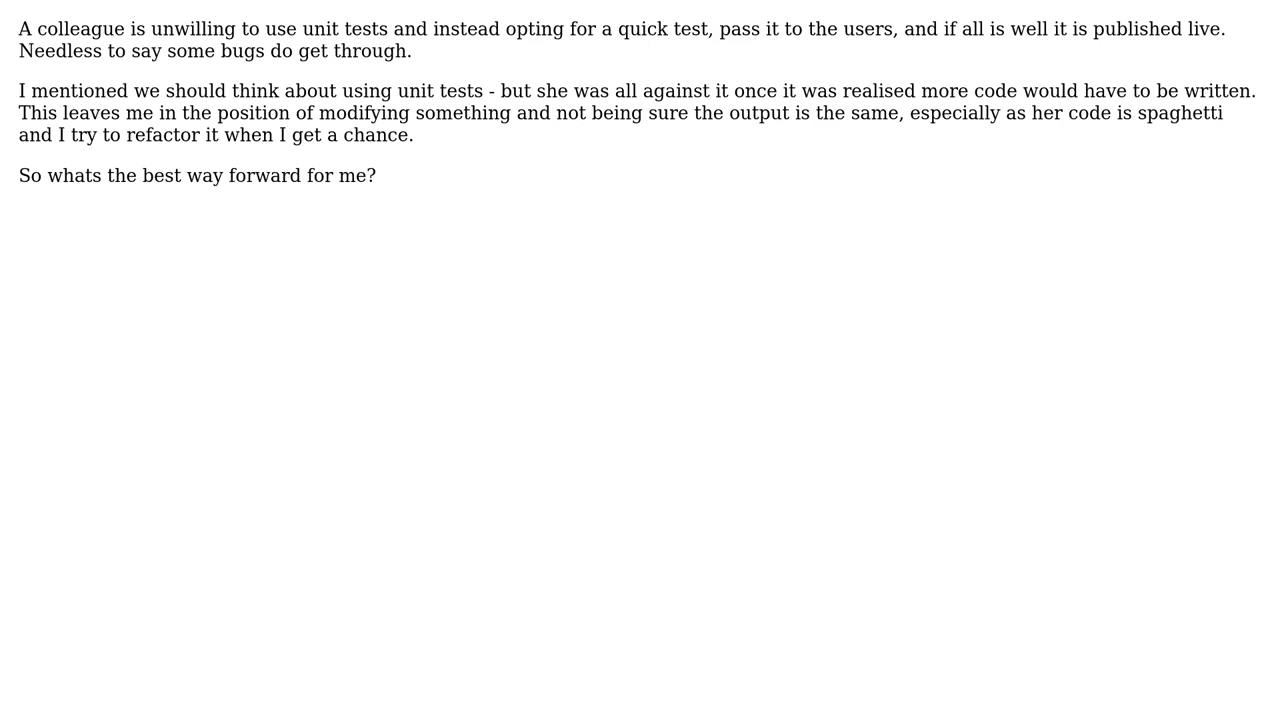 A colleague is unwilling to use unit tests and instead opting for a quick test, pass it to the users, and if all is well it is published live.
Needless to say some bugs do get through.
I mentioned we should think about using unit tests - but she was all against it once it was realised more code would have to be written.
This leaves me in the position of modifying something and not being sure the output is the same, especially as her code is spaghetti
and I try to refactor it when I get a chance.
So whats the best way forward for me?